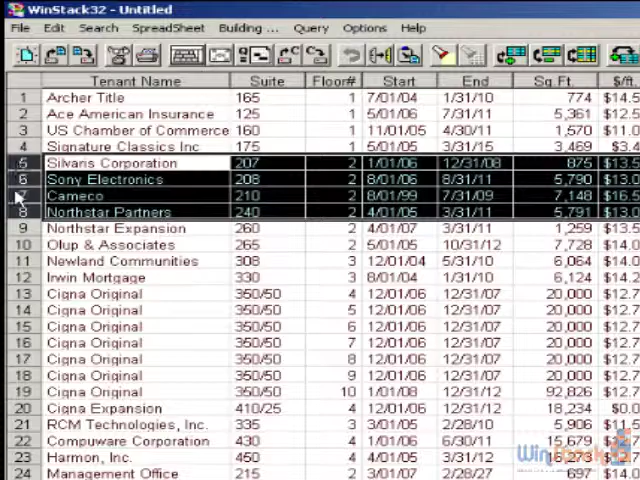 WinStack32 - Untitled
File Edit Search SpreadSheet Building ... Query Options Help
Tenant Name Suite Floor# Start End Sq.Ft $/ft.
1 Archer Title 165 1 7/01/04 1/31/10 774 $14.5
2 Ace American Insurance 125 1 5/01/06 7/31/11 5,361 $12.5
3 US Chamber of Commerce 160 1 11/01/05 4/30/11 1,570 $11.0
4 Signature Classics Inc 175 1 5/01/05 3/31/15 3,469 $3.4
5 Silvaris Corporation 207 2 1/01/06 12/31/08 875 $13.5
6 Sony Electronics 208 2 8/01/06 8/31/11 5,790 $13.0
7 Cameco 210 2 8/01/99 7/31/09 7,148 $16.5
8 Northstar Partners 240 2 4/01/05 3/31/11 5,791 $13.0
9 Northstar Expansion 260 2 4/01/07 3/31/11 1,259 $13.5
10 Olup & Associates 265 2 5/01/05 10/31/12 7,728 $14.0
11 Newland Communities 308 3 12/01/04 5/31/10 6,064 $13.0
12 Irwin Mortgage 330 3 8/01/04 1/31/10 6,124 $14.2
13 Cigna Original 350/50 4 12/01/06 12/31/07 20,000 $12.7
14 Cigna Original 350/50 5 12/01/06 12/31/07 20,000 $12.7
15 Cigna Original 350/50 6 12/01/06 12/31/07 20,000 $12.7
16 Cigna Original 350/50 7 12/01/06 12/31/07 20,000 $12.7
17 Cigna Original 350/50 8 12/01/06 12/31/07 20,000 $12.7
18 Cigna Original 350/50 9 12/01/06 12/31/07 20,000 $12.7
19 Cigna Original 350/50 10 1/01/08 12/31/12 92,826 $12.7
20 Cigna Expansion 410/25 4 12/01/06 12/31/12 18,234 $0.0
21 RCM Technologies, Inc. 335 3 3/01/05 2/28/10 5,906 $11.5
22 Compuware Corporation 430 4 1/01/06 6/30/11 15,679
23 Harmon, Inc. 450 4 3/01/05 5/31/15
24 Management Office 215 2 3/01/07 2/28/27 697 $14.0